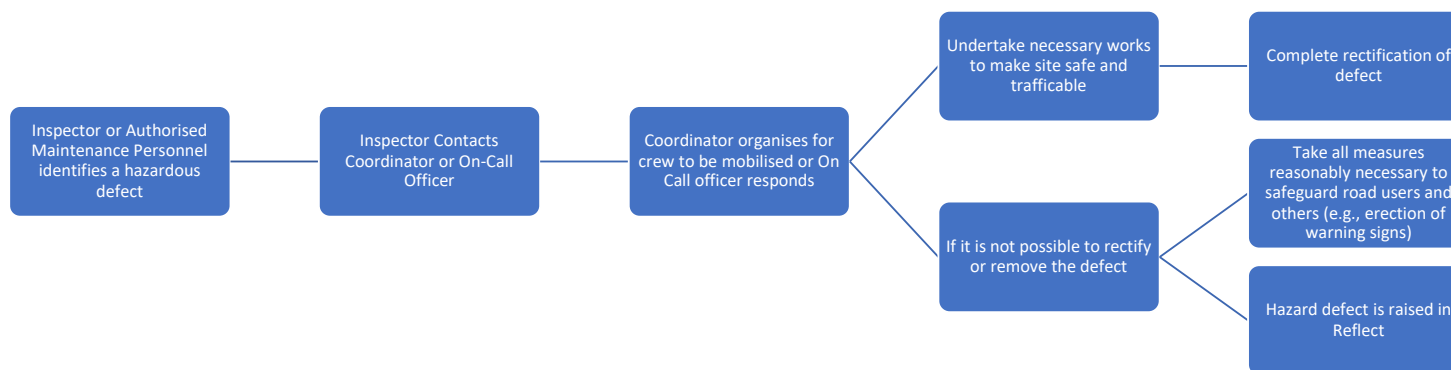 Inspector or Authorised
Maintenance Personnel
identifies a hazardous
defect
Inspector Contacts
Coordinator or On-Call
Officer
Coordinator organises for
crew to be mobilised or On
Call officer responds
Undertake necessary works
to make site safe and
trafficable
Complete rectification of
defect
If it is not possible to rectify
or remove the defect
Take all measures
reasonably necessary to
safeguard road users and
others (e.g., erection of
warning signs)
Hazard defect is raised in
Reflect